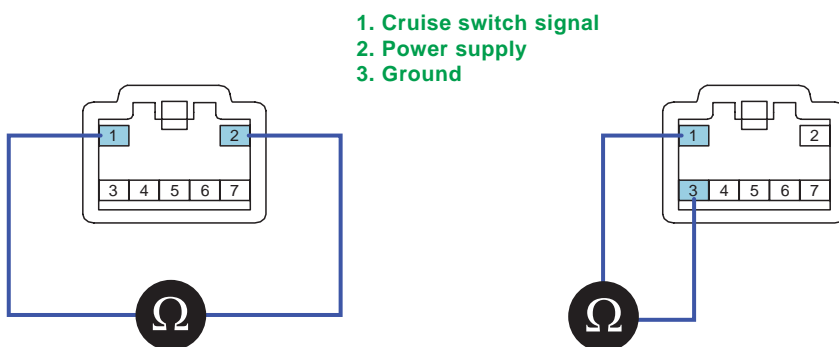 1. Cruise switch signal
2. Power supply
3. Ground
1 2
3 4 5 6 7
Ω
1 2
3 4 5 6 7
Ω